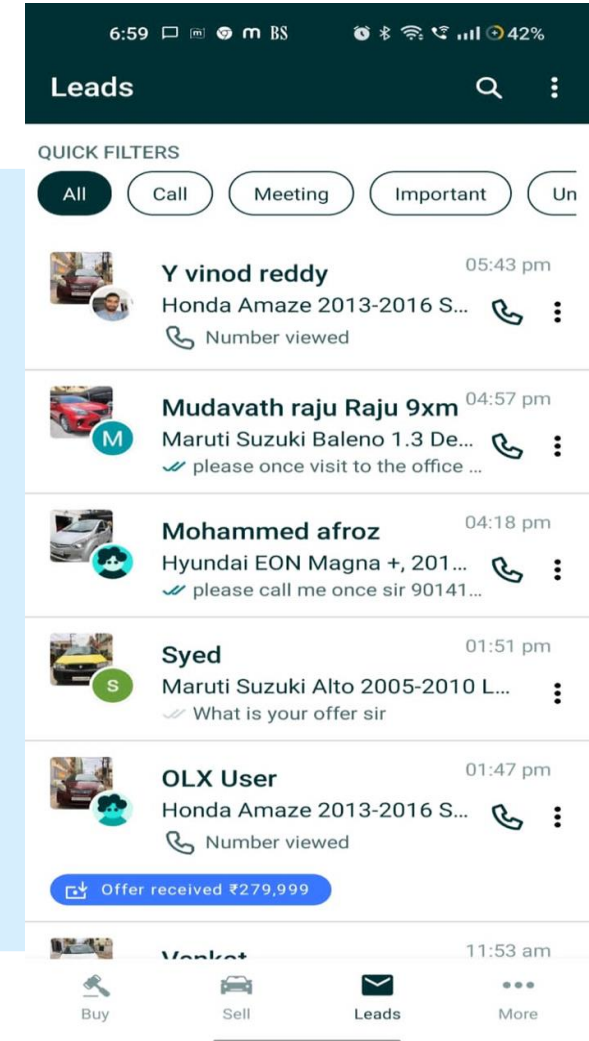 6:59 m m BS 42%
Leads
QUICK FILTERS
All Call Meeting Important Un
Y vinod reddy 05:43 pm
Honda Amaze 2013-2016 S...
Number viewed
Mudavath raju Raju 9xm 04:57 pm
M
Maruti Suzuki Baleno 1.3 De...
please once visit to the office ...
Mohammed afroz 04:18 pm
Hyundai EON Magna +, 201...
please call me once sir 90141...
Syed 01:51 pm
S
Maruti Suzuki Alto 2005-2010 L...
What is your offer sir
OLX User 01:47 pm
Honda Amaze 2013-2016 S...
Number viewed
Offer received ₹279,999
Venkat 11:53 am
Buy Sell Leads More